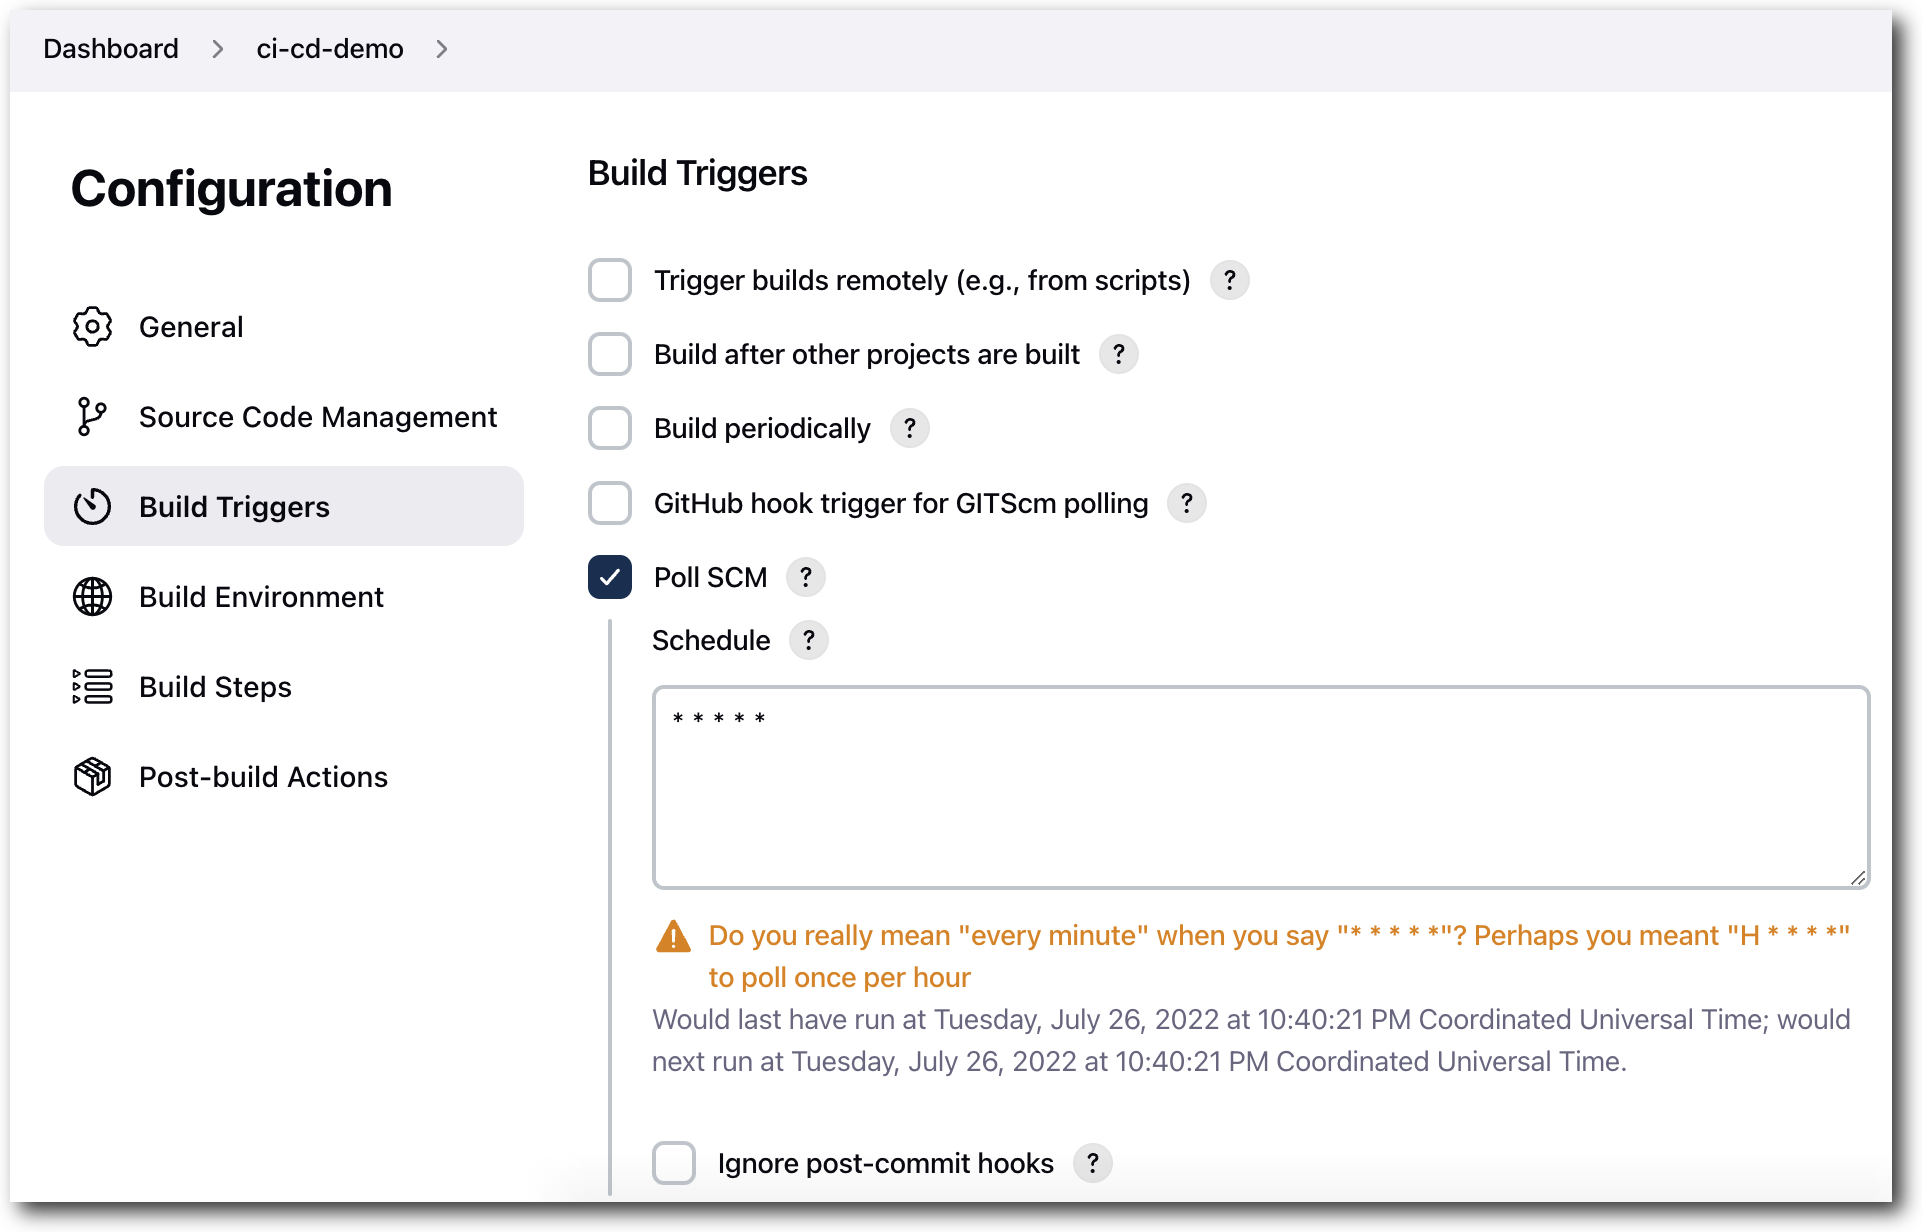 Dashboard > ci-cd-demo >
Configuration
General
Source Code Management
Build Triggers
Build Environment
Build Steps
Post-build Actions
Build Triggers
Trigger builds remotely (e.g., from scripts) ?
Build after other projects are built ?
Build periodically ?
GitHub hook trigger for GITScm polling ?
Poll SCM ?
Schedule ?
* * * * *
Do you really mean "every minute" when you say "* * * * *"? Perhaps you meant "H * * * *"
to poll once per hour
Would last have run at Tuesday, July 26, 2022 at 10:40:21 PM Coordinated Universal Time; would
next run at Tuesday, July 26, 2022 at 10:40:21 PM Coordinated Universal Time.
Ignore post-commit hooks ?